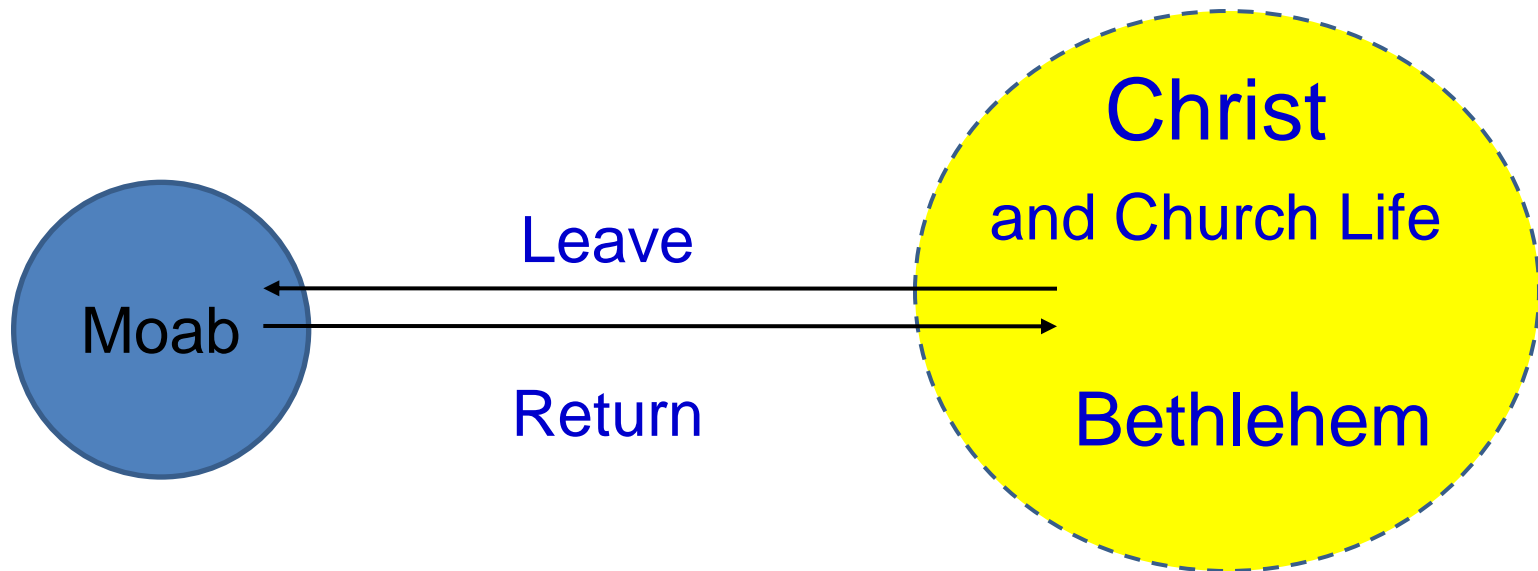 Christ
and Church Life
Leave
Moab
Return
Bethlehem